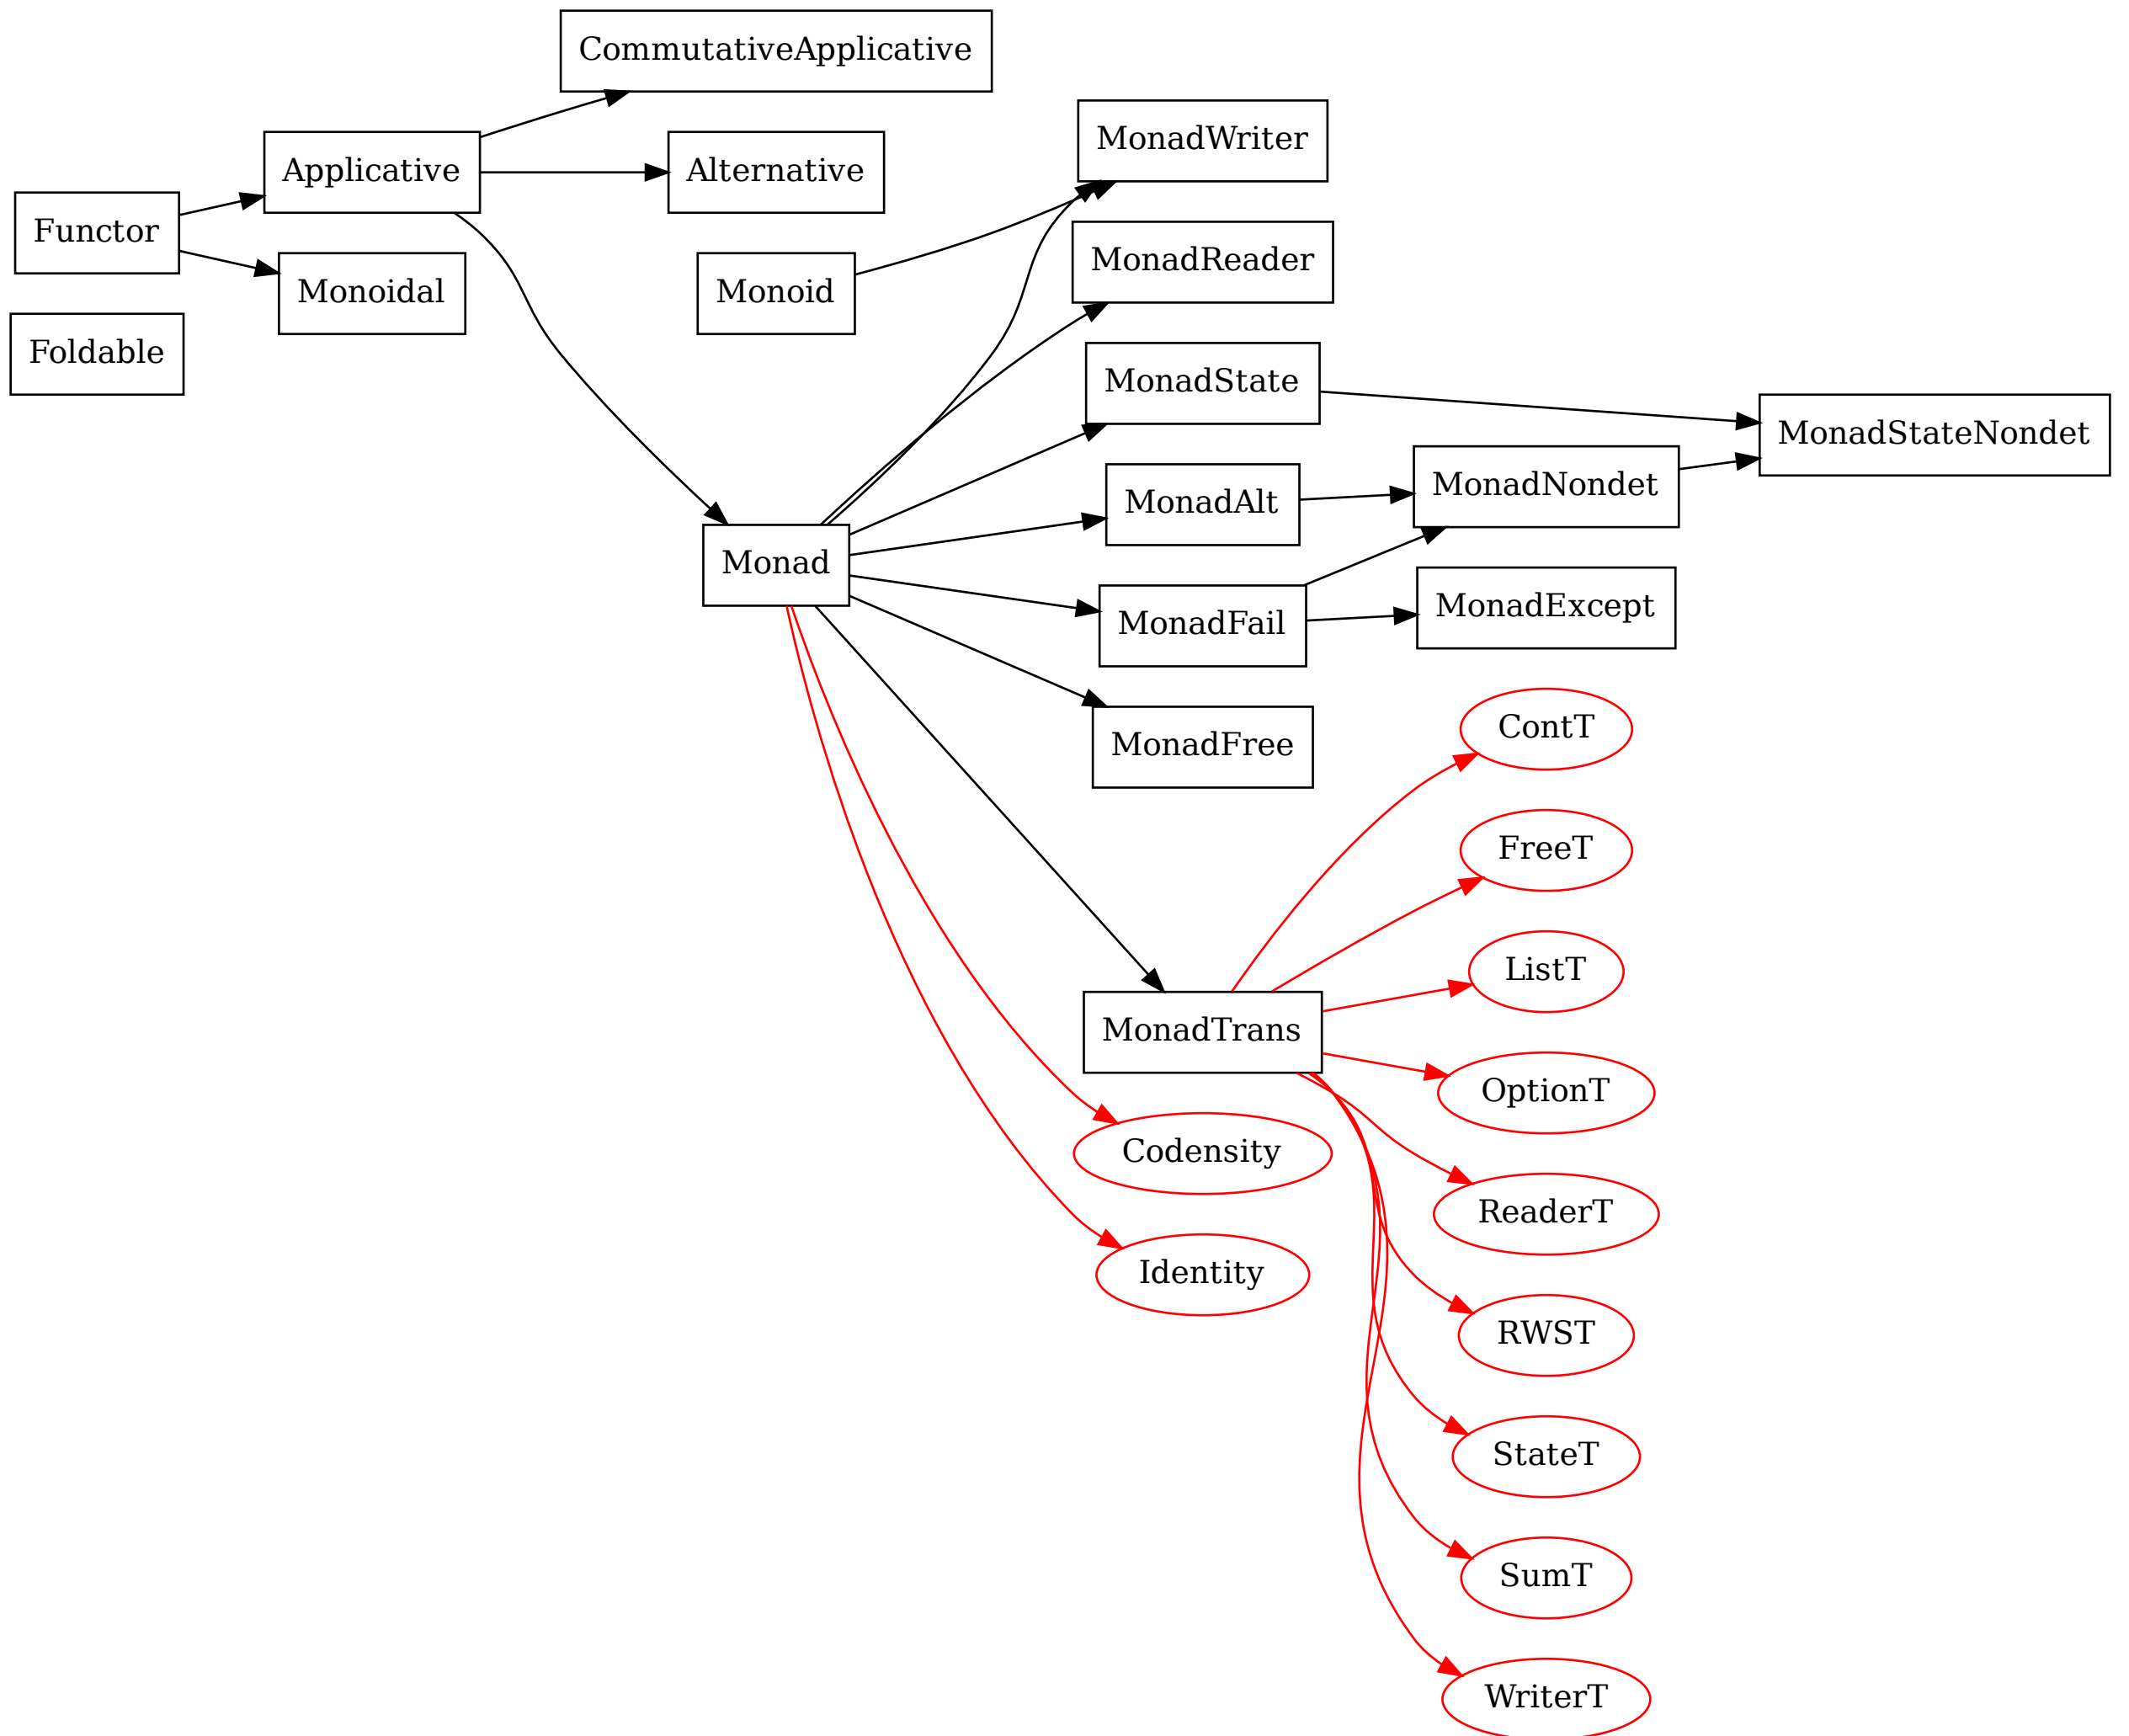 CommutativeApplicative
Applicative
Alternative
Functor
Monoidal
Foldable
Monoid
MonadWriter
MonadReader
MonadState
MonadStateNondet
MonadAlt
MonadNondet
Monad
MonadFail
MonadExcept
MonadFree
ContT
FreeT
ListT
MonadTrans
OptionT
Codensity
ReaderT
Identity
RWST
StateT
SumT
WriterT